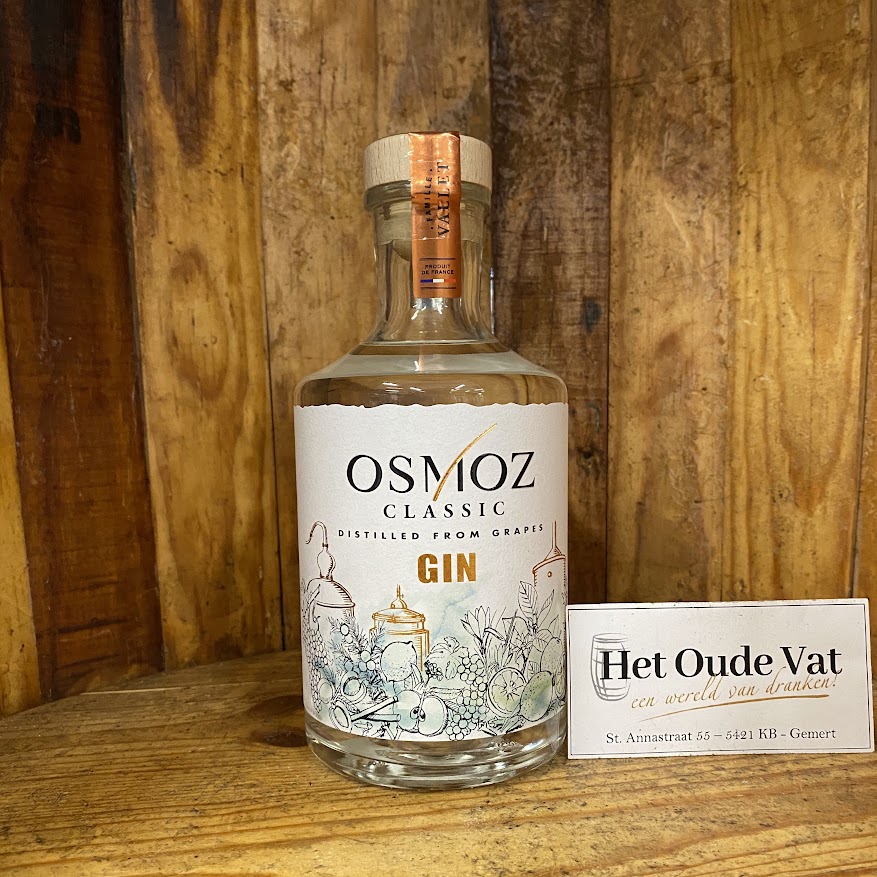 • FAMILLE •
VALLET
PRODUIT
DE FRANCE
OSMOZ
CLASSIC
DISTILLED FROM GRAPES
GIN
Het Oude Vat
een wereld van dranken!
St. Annastraat 55 – 5421 KB - Gemert